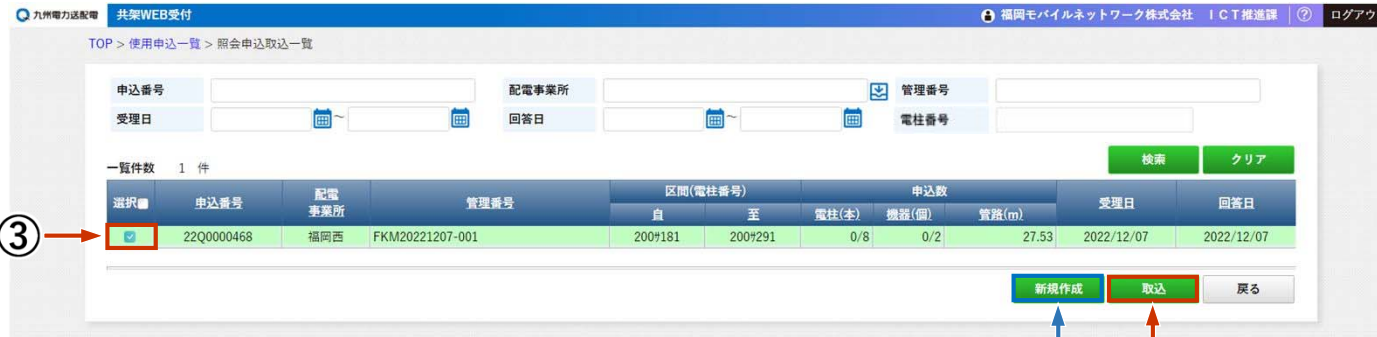 九州電力送配電 共架WEB受付 福岡モバイルネットワーク株式会社 ICT推進課 ? ログアウ
TOP > 使用申込一覧 > 照会申込取込一覧
申込番号 配電事業所 管理番号
受理日 ~ 回答日 ~ 電柱番号
検索 クリア
一覧件数 1 件
選択 申込番号 配電事業所 管理番号 区間(電柱番号) 申込数 受理日 回答日
自 至 電柱(本) 機器(個) 管路(m)
③ 22Q0000468 福岡西 FKM20221207-001 200ｻ181 200ｻ291 0/8 0/2 27.53 2022/12/07 2022/12/07
新規作成 取込 戻る